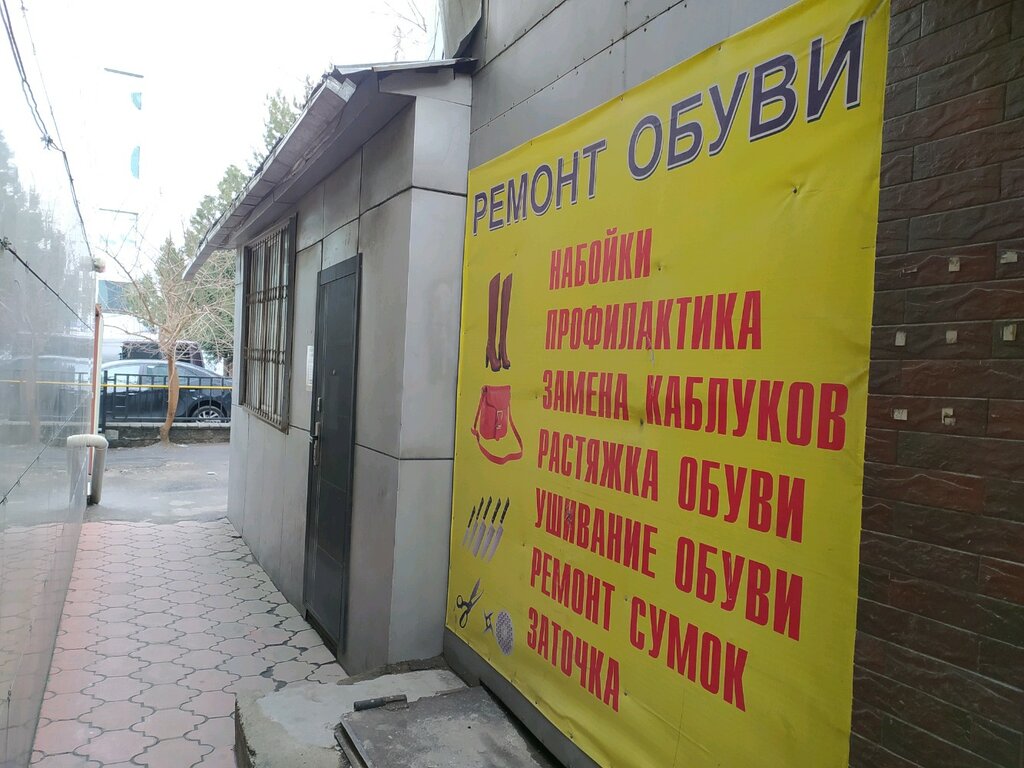 РЕМОНТ ОБУВИ
НАБОЙКИ
ПРОФИЛАКТИКА
ЗАМЕНА КАБЛУКОВ
РАСТЯЖКА ОБУВИ
УШИВАНИЕ ОБУВИ
РЕМОНТ СУМОК
ЗАТОЧКА